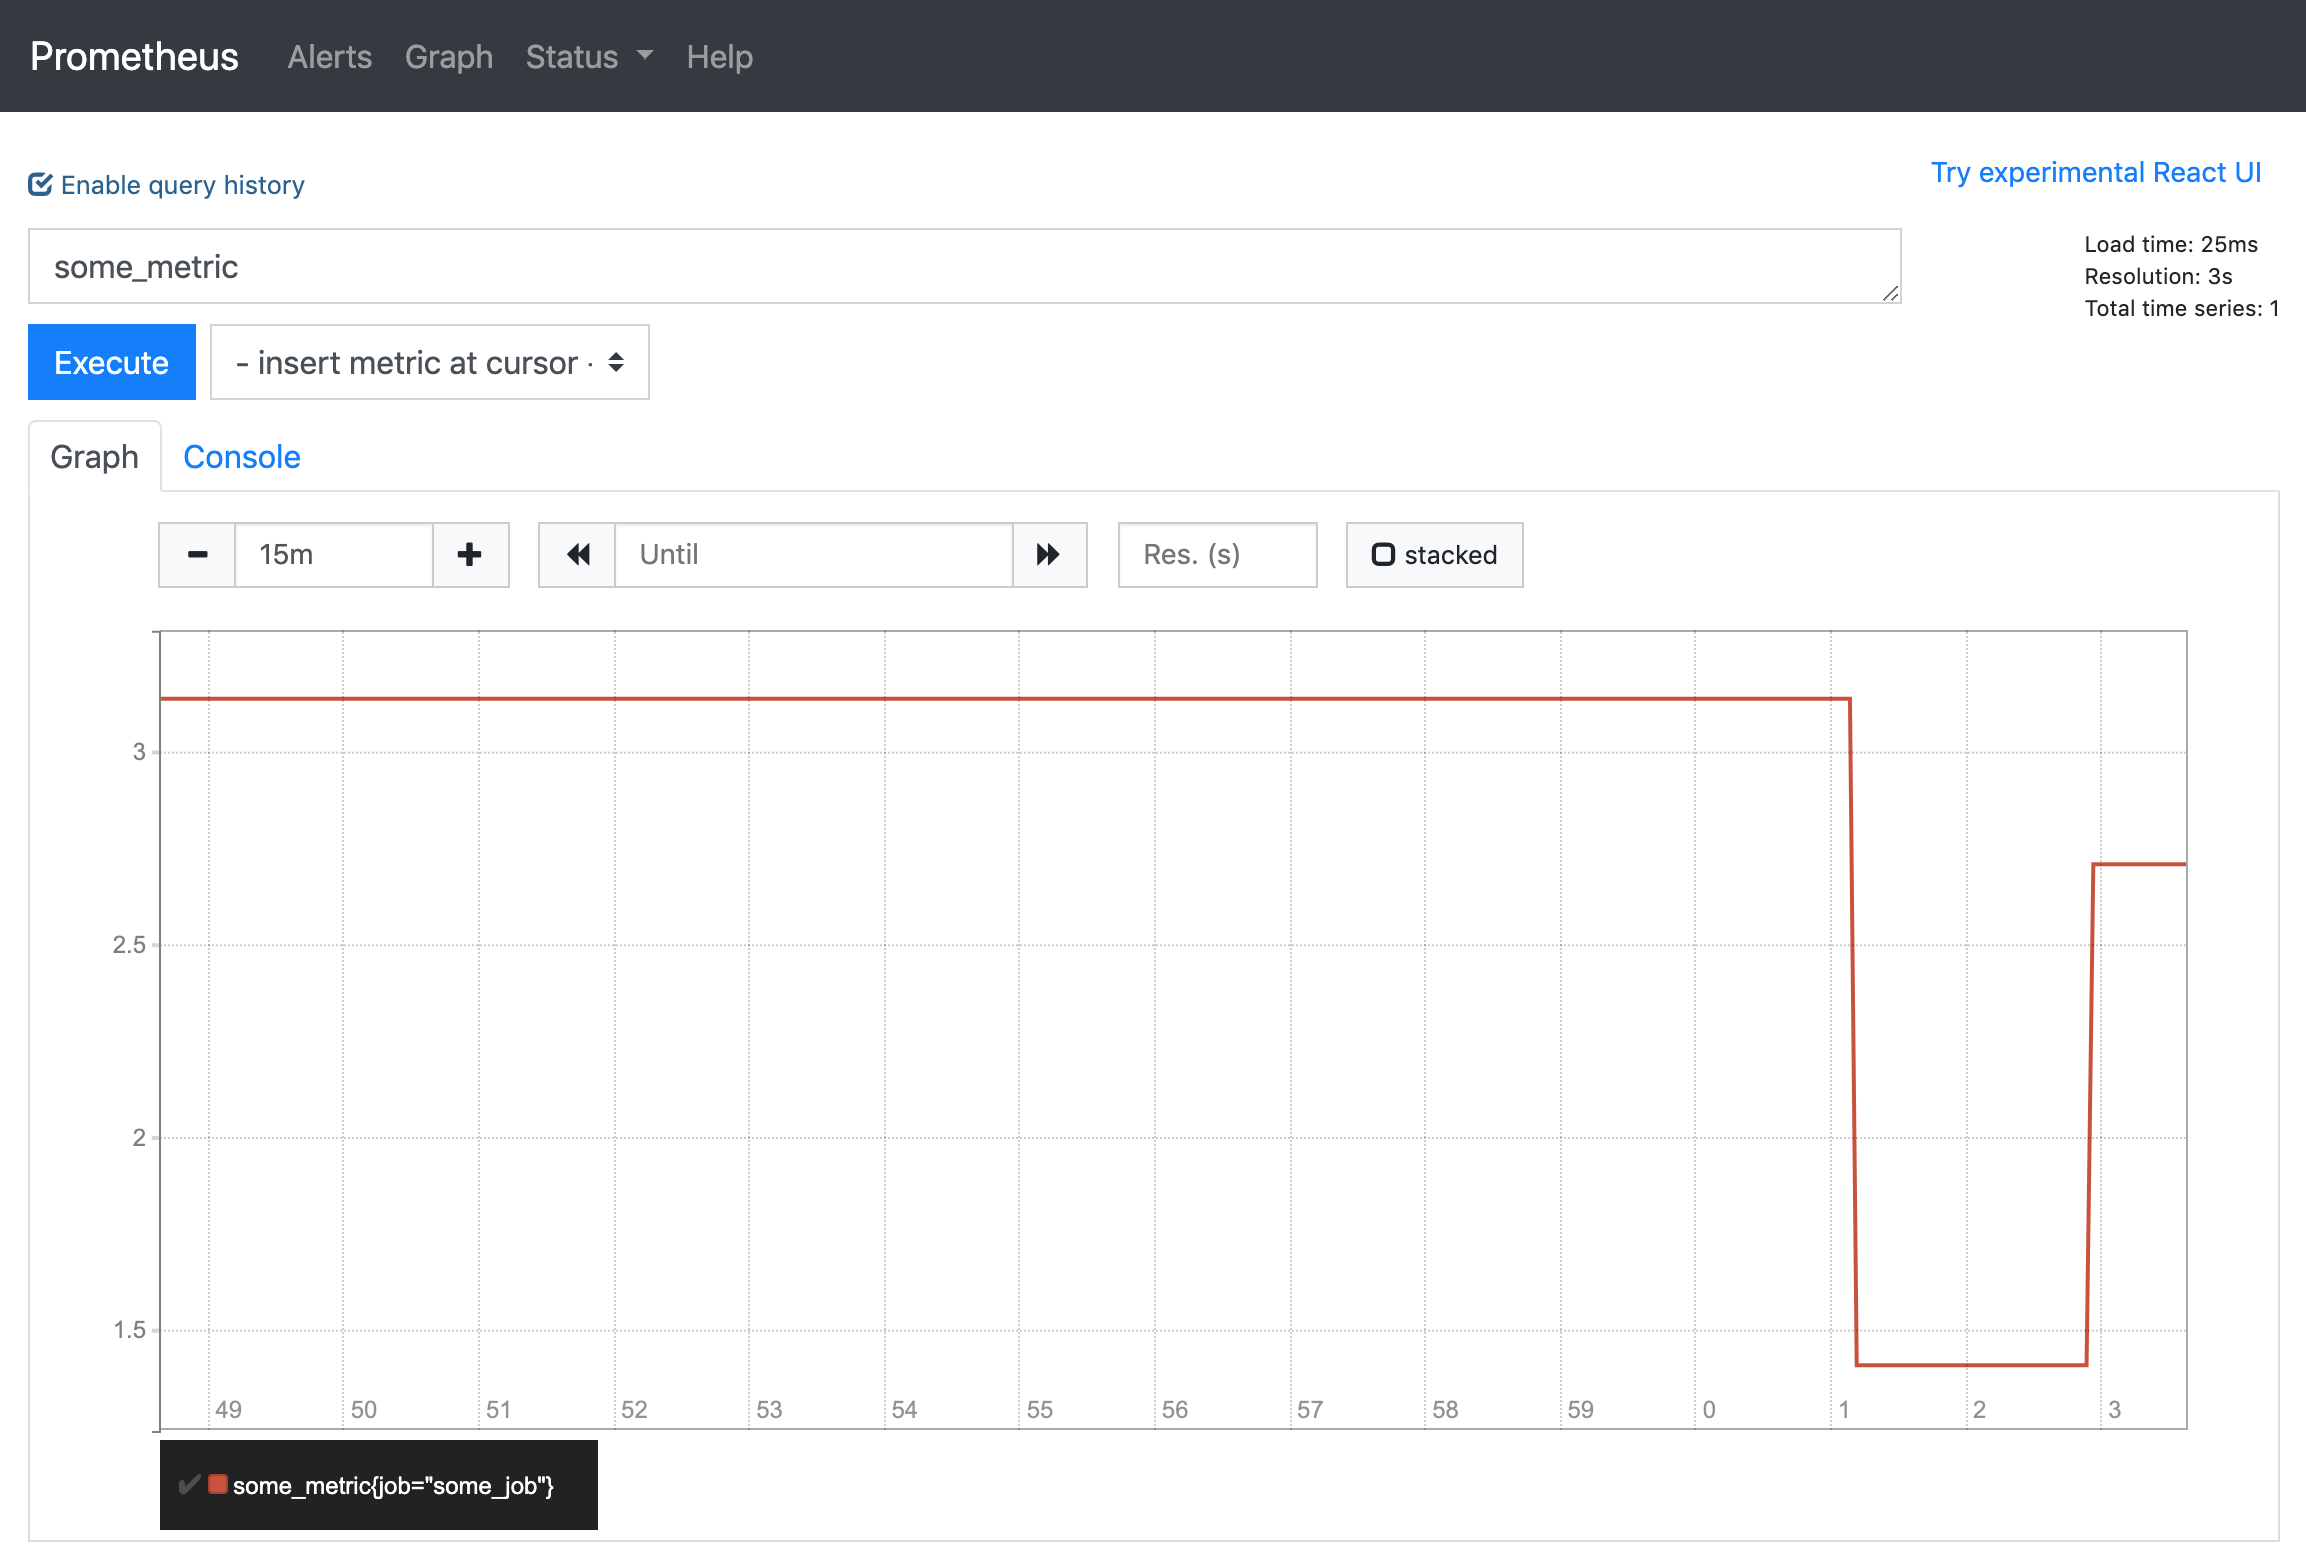 Prometheus Alerts Graph Status Help
Enable query history
Try experimental React UI
some_metric
Load time: 25ms
Resolution: 3s
Total time series: 1
Execute
- insert metric at cursor -
Graph Console
15m Until Res. (s) stacked
3
2.5
2
1.5
49 50 51 52 53 54 55 56 57 58 59 0 1 2 3
some_metric{job="some_job"}